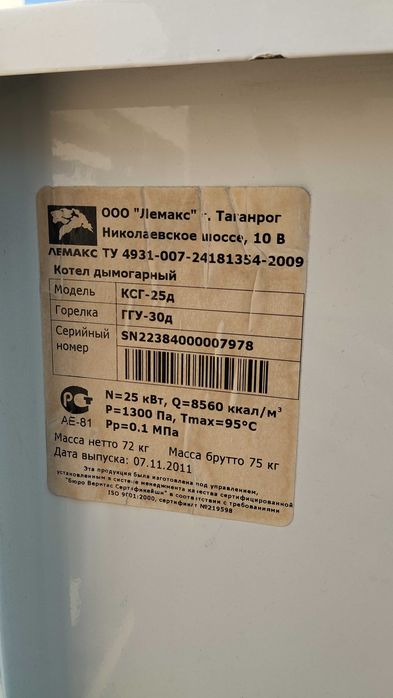 ООО "Лемакс" г. Таганрог
Николаевское шоссе, 10 В
ЛЕМАКС ТУ 4931-007-24181354-2009
Котел дымогарный
Модель КСГ-25д
Горелка ГГУ-30д
Серийный номер SN22384000007978
РСТ
АЕ-81
N=25 кВт, Q=8560 ккал/м³
P=1300 Па, Tmax=95°C
Pp=0.1 МПа
Масса нетто 72 кг Масса брутто 75 кг
Дата выпуска: 07.11.2011
Эта продукция была изготовлена под управлением,
установленным в системе менеджмента качества сертифицированной
"Бюро Веритас Сертификейшн" в соответствии с требованиями
ISO 9001:2000, сертификат №219598